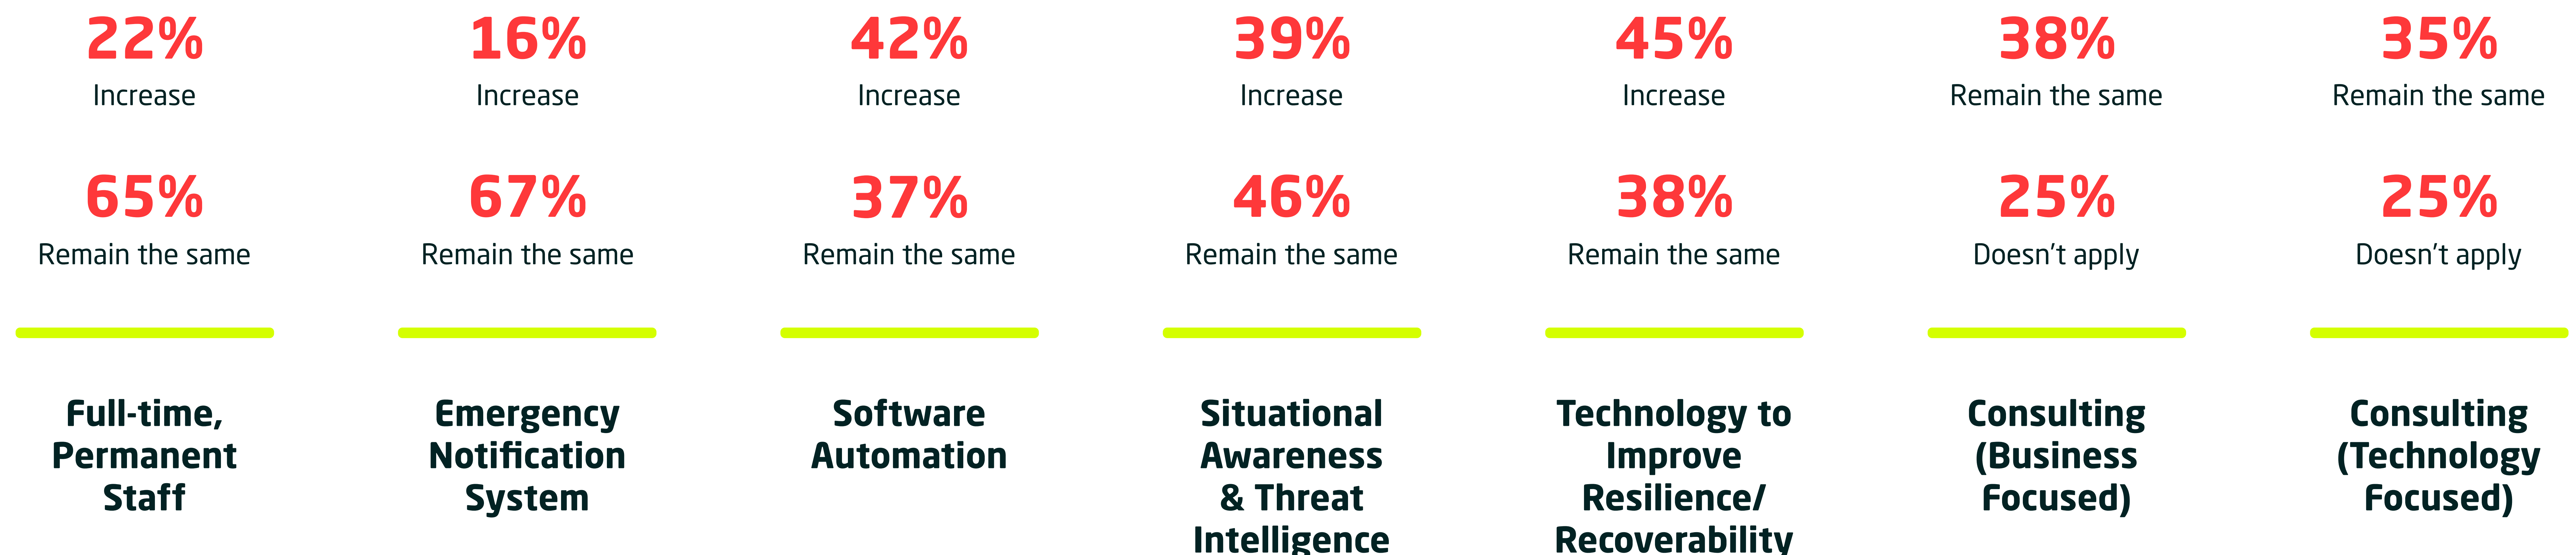 22%
Increase
65%
Remain the same
Full-time,
Permanent
Staff
16%
Increase
67%
Remain the same
Emergency
Notification
System
42%
Increase
37%
Remain the same
Software
Automation
39%
Increase
46%
Remain the same
Situational
Awareness
& Threat
Intelligence
45%
Increase
38%
Remain the same
Technology to
Improve
Resilience/
Recoverability
38%
Remain the same
25%
Doesn’t apply
Consulting
(Business
Focused)
35%
Remain the same
25%
Doesn’t apply
Consulting
(Technology
Focused)